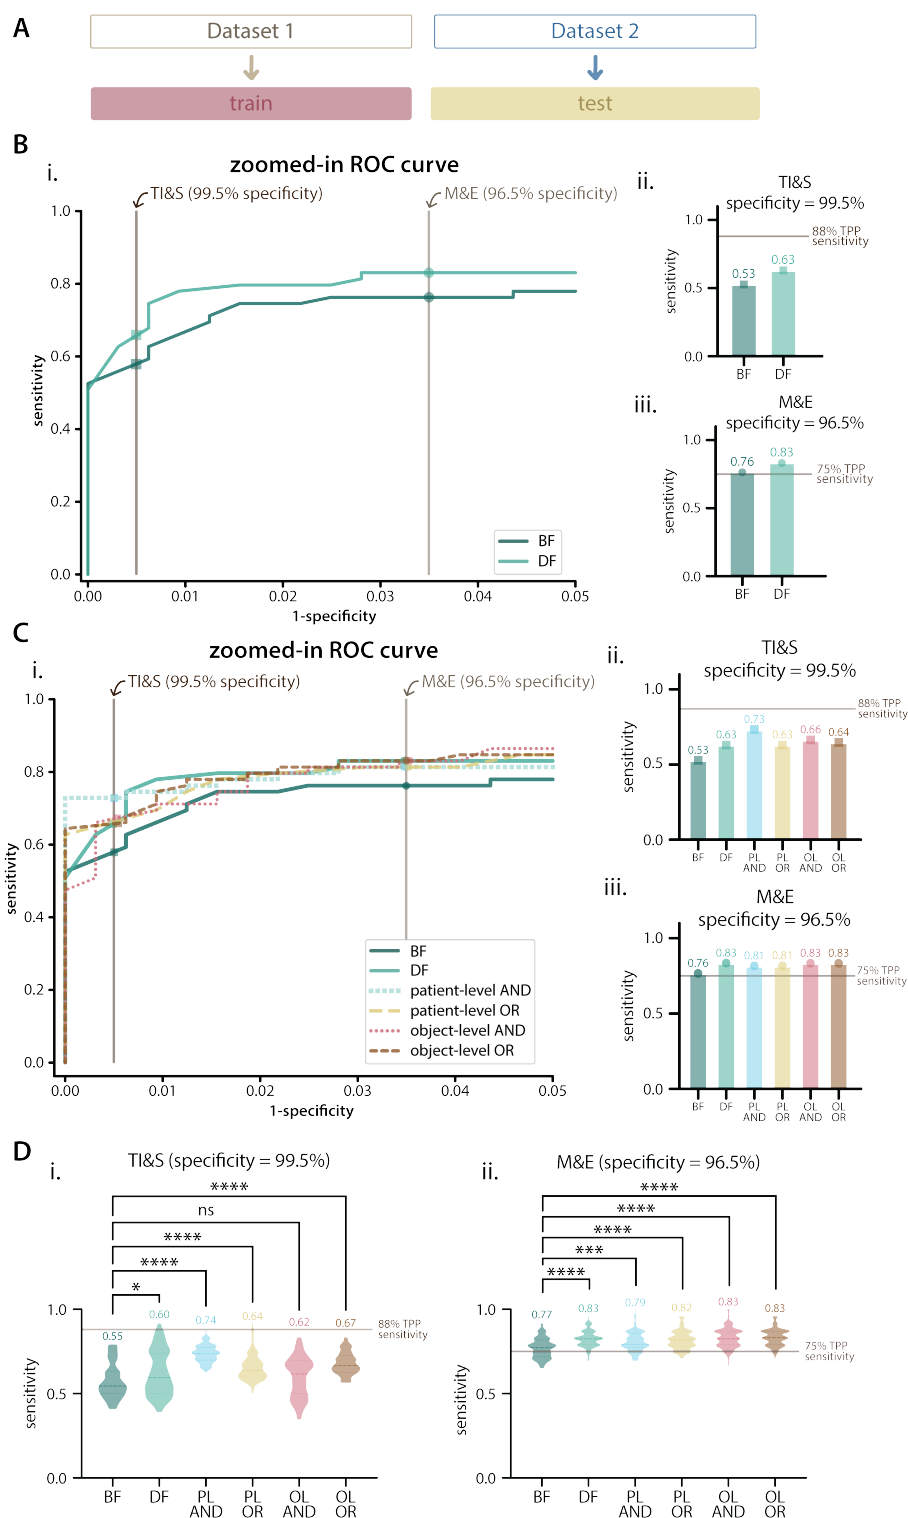 A
Dataset 1
Dataset 2
train
test
B
i.
zoomed-in ROC curve
TI&S (99.5% specificity)
M&E (96.5% specificity)
1.0
0.8
0.6
0.4
0.2
0.0
sensitivity
0.00
0.01
0.02
0.03
0.04
0.05
1-specificity
BF
DF
ii.
TI&S
specificity = 99.5%
1.0
0.5
0.0
sensitivity
88% TPP
sensitivity
0.53
0.63
BF
DF
iii.
M&E
specificity = 96.5%
1.0
0.5
0.0
sensitivity
0.76
0.83
75% TPP
sensitivity
BF
DF
C
i.
zoomed-in ROC curve
TI&S (99.5% specificity)
M&E (96.5% specificity)
1.0
0.8
0.6
0.4
0.2
0.0
sensitivity
0.00
0.01
0.02
0.03
0.04
0.05
1-specificity
BF
DF
patient-level AND
patient-level OR
object-level AND
object-level OR
ii.
TI&S
specificity = 99.5%
1.0
0.5
0.0
sensitivity
88% TPP
sensitivity
0.53
0.63
0.73
0.63
0.66
0.64
BF
DF
PL
AND
PL
OR
OL
AND
OL
OR
iii.
M&E
specificity = 96.5%
1.0
0.5
0.0
sensitivity
0.76
0.83
0.81
0.81
0.83
0.83
75% TPP
sensitivity
BF
DF
PL
AND
PL
OR
OL
AND
OL
OR
D
i.
TI&S (specificity = 99.5%)
****
ns
****
****
*
1.0
0.5
0.0
sensitivity
0.55
0.60
0.74
0.64
0.62
0.67
88% TPP
sensitivity
BF
DF
PL
AND
PL
OR
OL
AND
OL
OR
ii.
M&E (specificity = 96.5%)
****
****
****
***
****
1.0
0.5
0.0
sensitivity
0.77
0.83
0.79
0.82
0.83
0.83
75% TPP
sensitivity
BF
DF
PL
AND
PL
OR
OL
AND
OL
OR